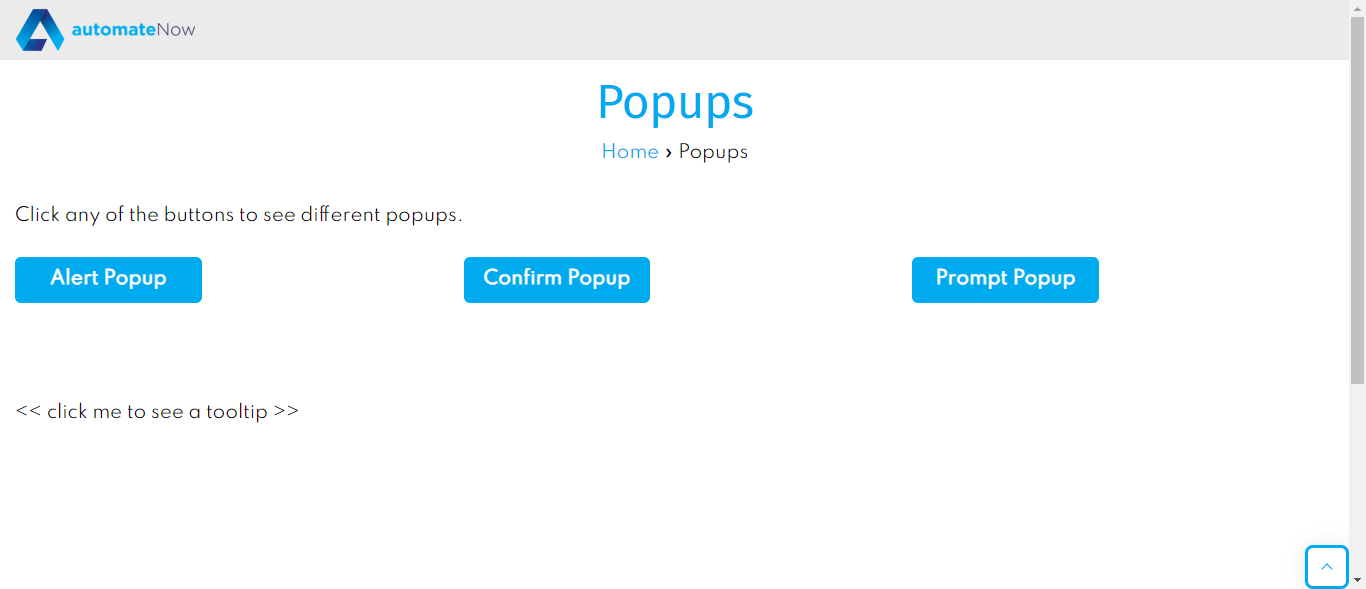 automateNow
Popups
Home › Popups
Click any of the buttons to see different popups.
Alert Popup
Confirm Popup
Prompt Popup
<< click me to see a tooltip >>